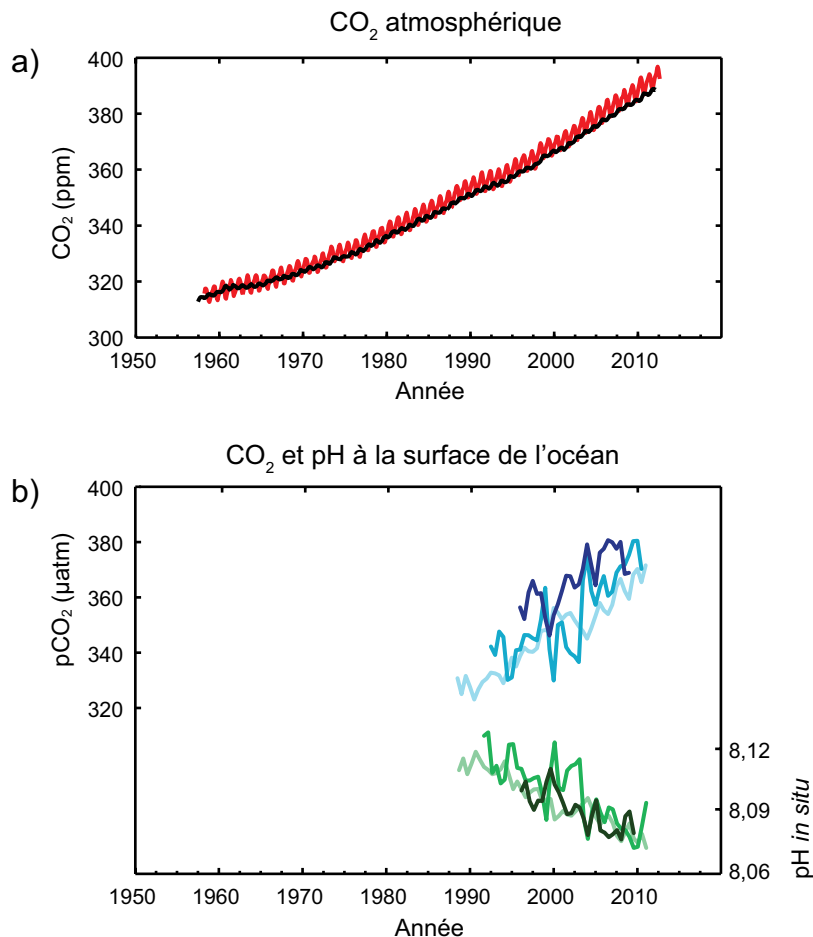 CO₂ atmosphérique
a)
400
380
360
340
320
300
CO₂ (ppm)
1950 1960 1970 1980 1990 2000 2010
Année
CO₂ et pH à la surface de l’océan
b)
400
380
360
340
320
pCO₂ (µatm)
8,12
8,09
8,06
pH in situ
1950 1960 1970 1980 1990 2000 2010
Année